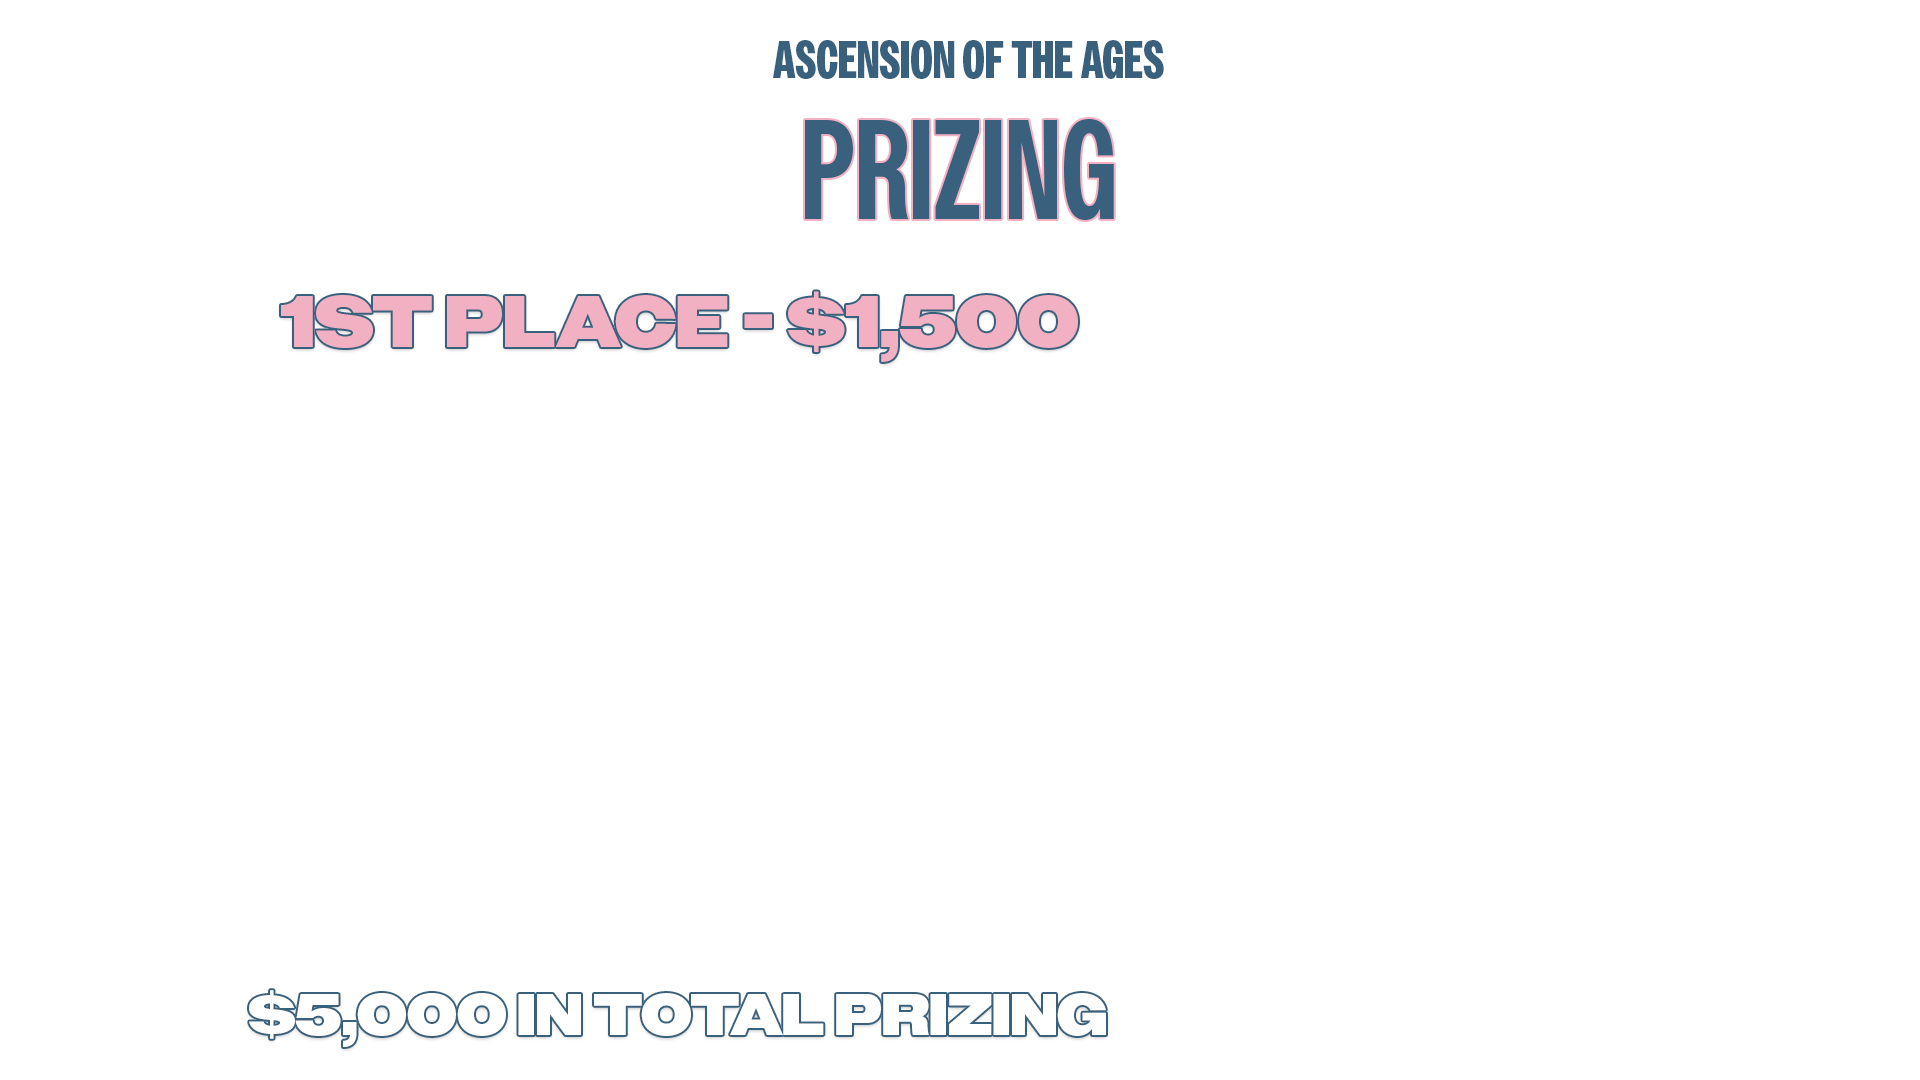 ASCENSION OF THE AGES
PRIZING
1ST PLACE - $1,500
$5,000 IN TOTAL PRIZING